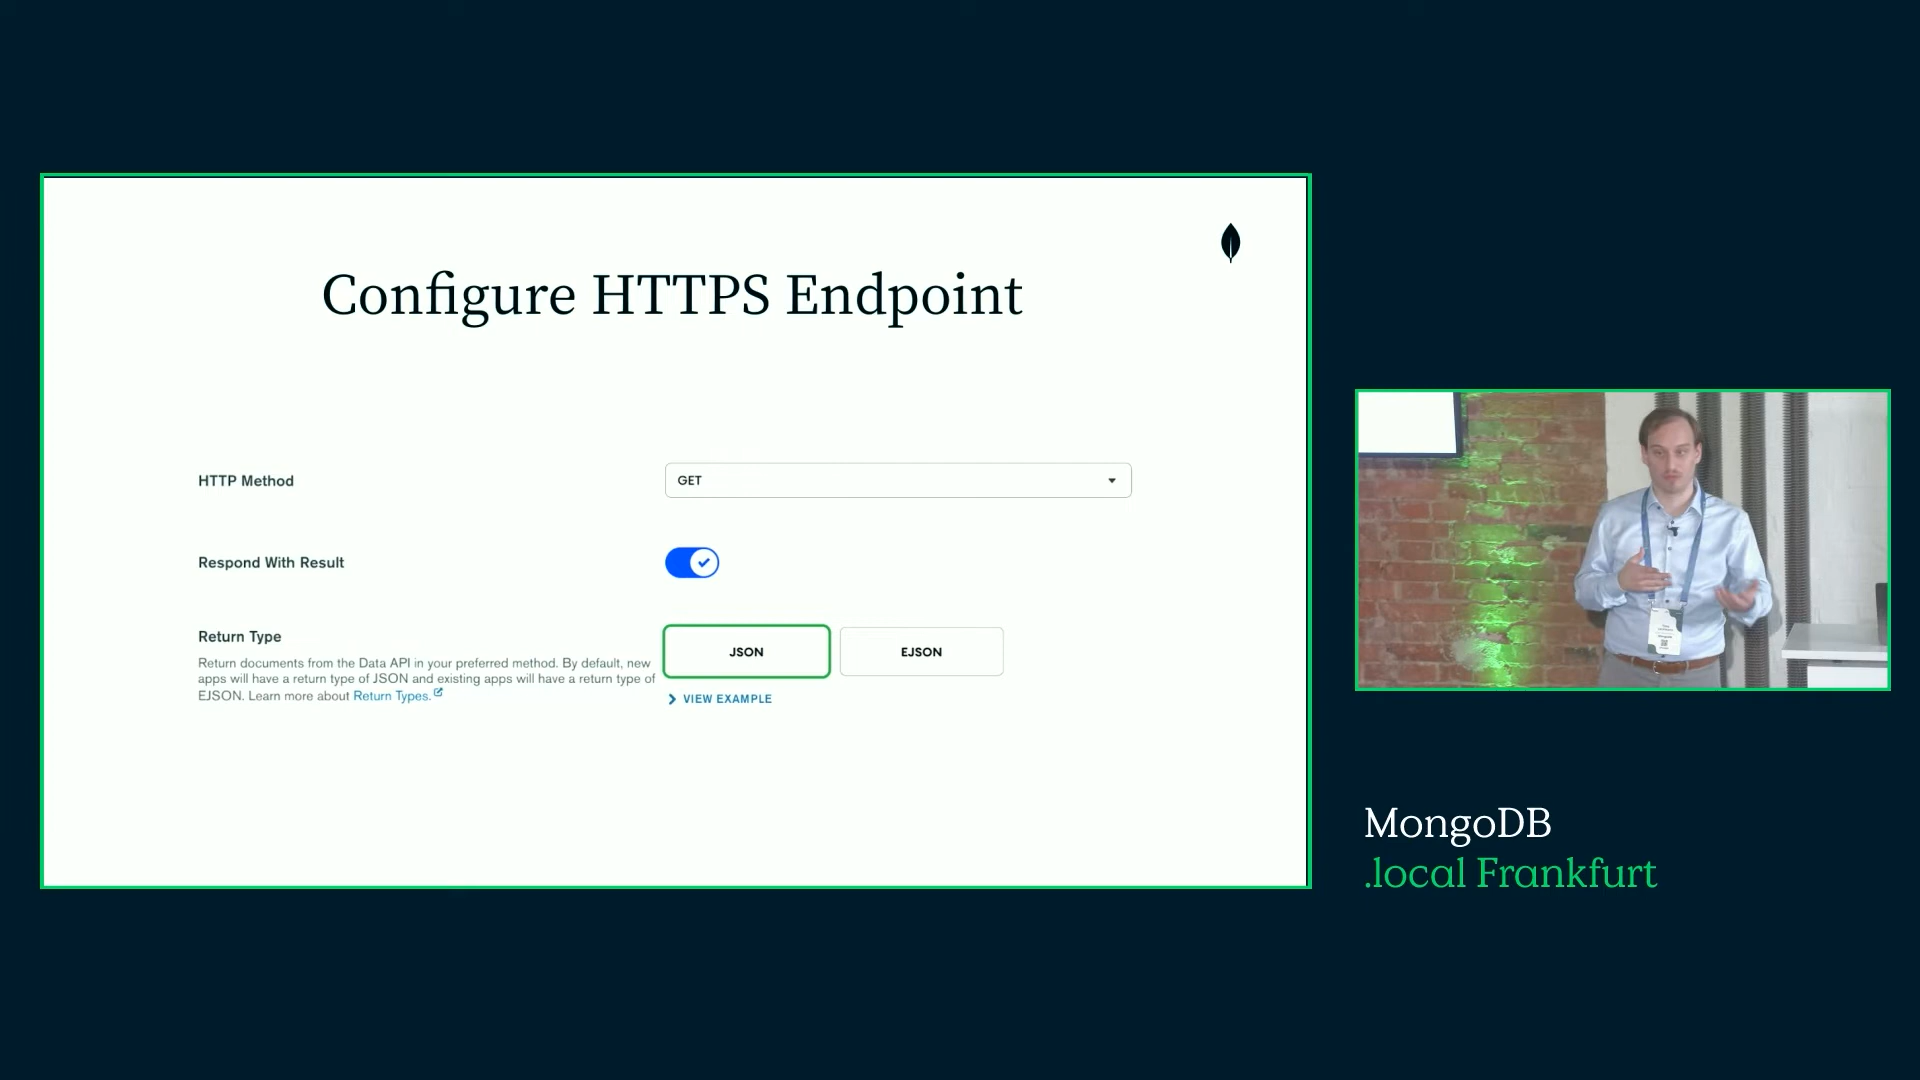 Configure HTTPS Endpoint
HTTP Method
GET
Respond With Result
Return Type
Return documents from the Data API in your preferred method. By default, new
apps will have a return type of JSON and existing apps will have a return type of
EJSON. Learn more about Return Types.
JSON
EJSON
VIEW EXAMPLE
MongoDB
.local Frankfurt